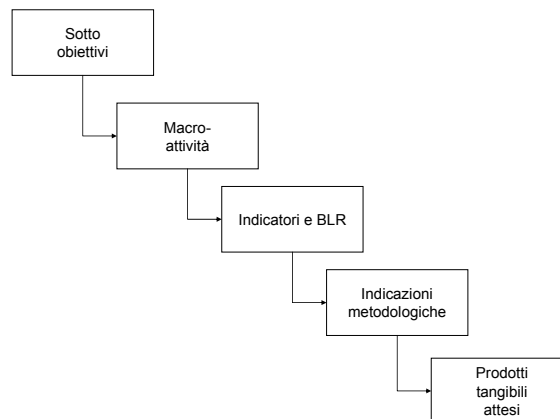 Sotto
obiettivi
Macro-
attività
Indicatori e BLR
Indicazioni
metodologiche
Prodotti
tangibili
attesi